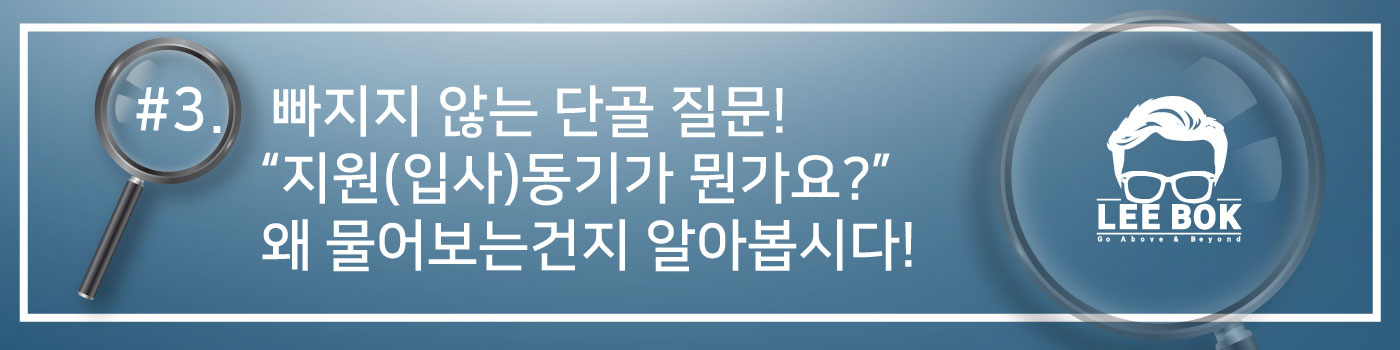 #3. 빠지지 않는 단골 질문!
“지원(입사)동기가 뭔가요?”
왜 물어보는건지 알아봅시다!
LEE BOK
Go Above & Beyond